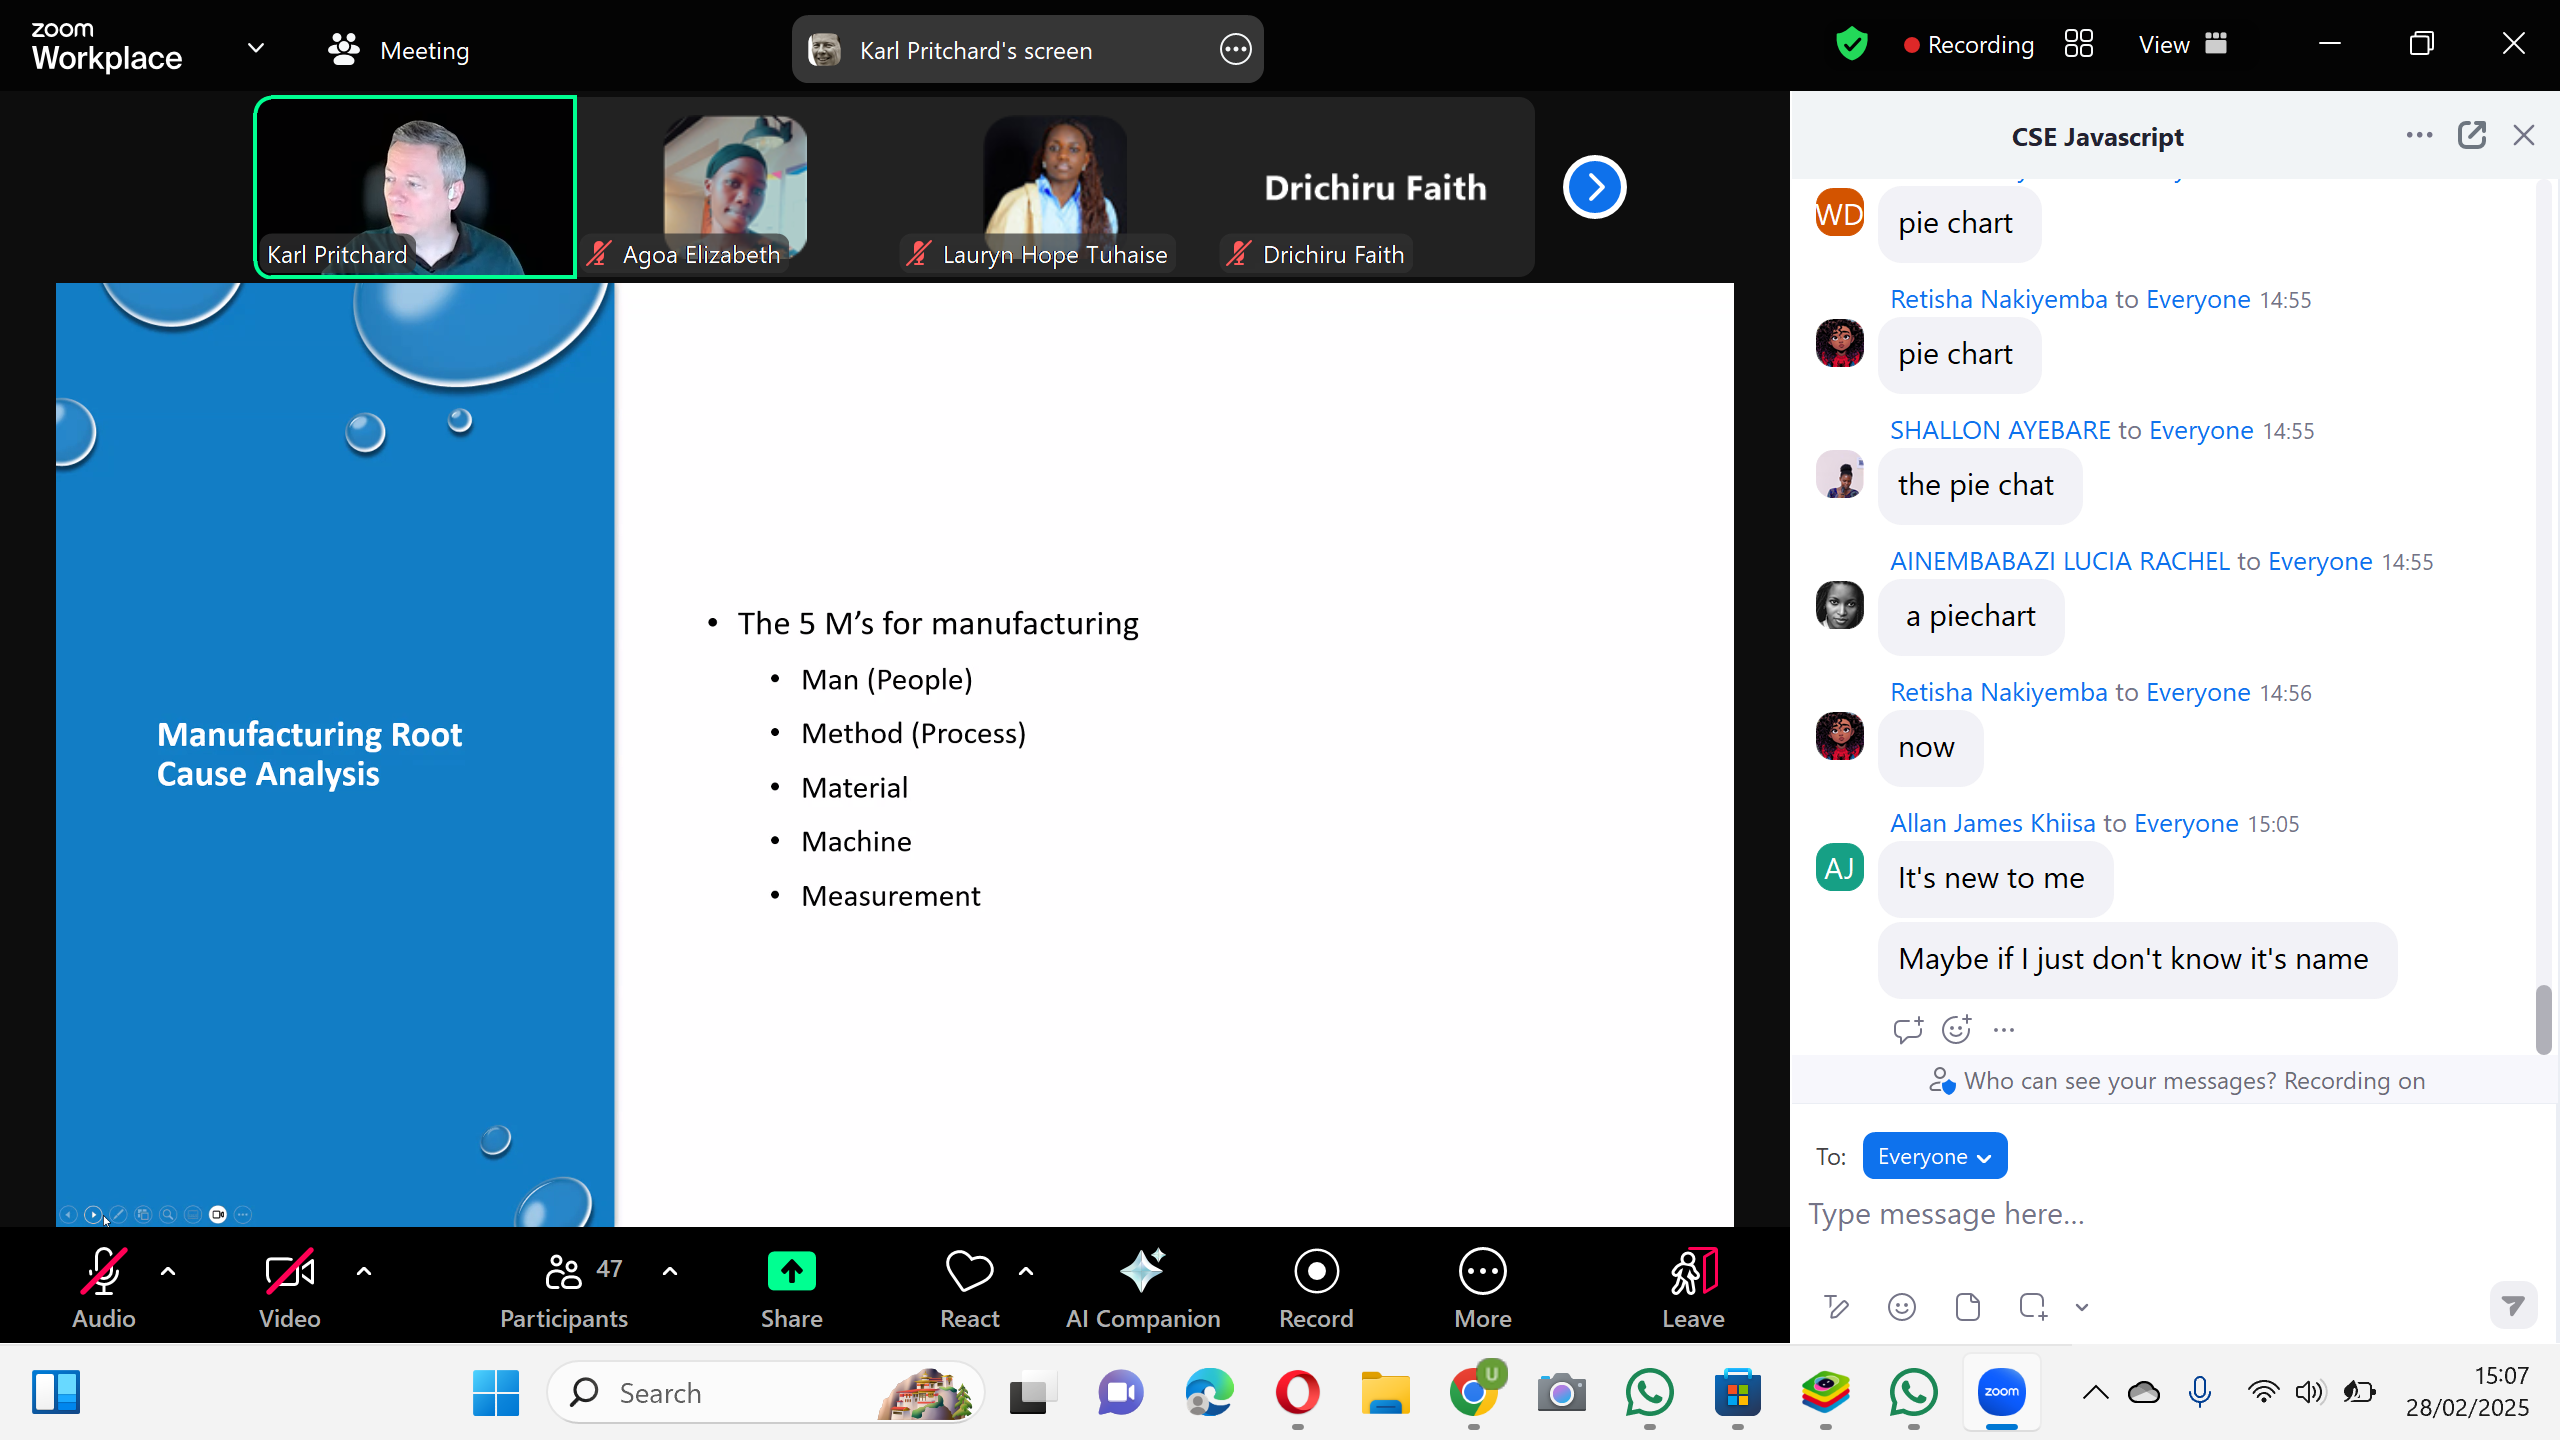 zoom
Workplace
Meeting
Karl Pritchard's screen
Recording
View
Karl Pritchard
Agoa Elizabeth
Lauryn Hope Tuhaise
Drichiru Faith
Drichiru Faith
Manufacturing Root
Cause Analysis
• The 5 M’s for manufacturing
• Man (People)
• Method (Process)
• Material
• Machine
• Measurement
CSE Javascript
WD
pie chart
Retisha Nakiyemba to Everyone 14:55
pie chart
SHALLON AYEBARE to Everyone 14:55
the pie chat
AINEMBABAZI LUCIA RACHEL to Everyone 14:55
a piechart
Retisha Nakiyemba to Everyone 14:56
now
Allan James Khiisa to Everyone 15:05
AJ
It's new to me
Maybe if I just don't know it's name
Who can see your messages? Recording on
To: Everyone
Type message here...
Audio
Video
47
Participants
Share
React
AI Companion
Record
More
Leave
Search
U
zoom
15:07
28/02/2025